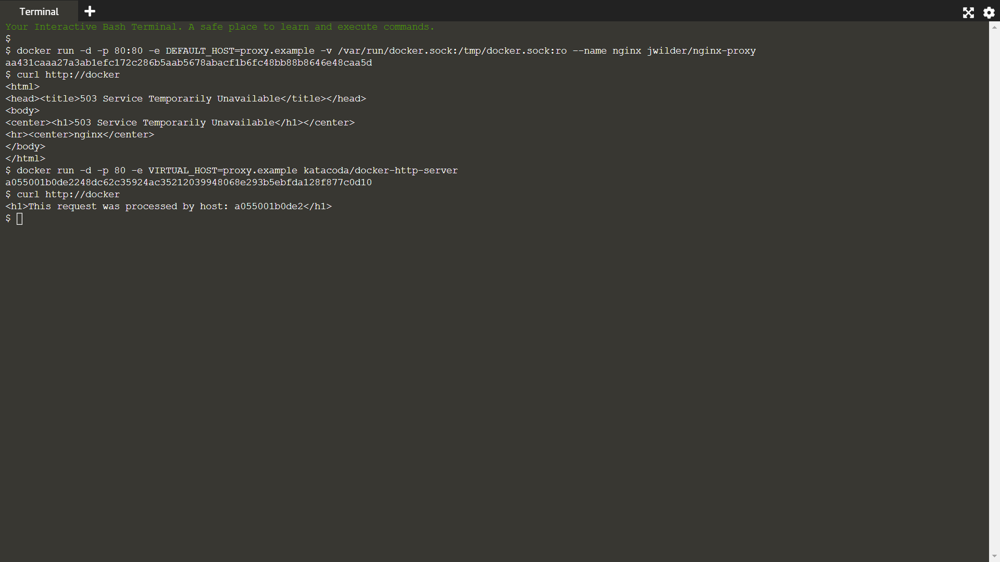 Terminal
Your Interactive Bash Terminal. A safe place to learn and execute commands.
$
$ docker run -d -p 80:80 -e DEFAULT_HOST=proxy.example -v /var/run/docker.sock:/tmp/docker.sock:ro --name nginx jwilder/nginx-proxy
aa431caaa27a3ab1efc172c286b5aab5678abacf1b6fc48bb88b8646e48caa5d
$ curl http://docker
<html>
<head><title>503 Service Temporarily Unavailable</title></head>
<body>
<center><h1>503 Service Temporarily Unavailable</h1></center>
<hr><center>nginx</center>
</body>
</html>
$ docker run -d -p 80 -e VIRTUAL_HOST=proxy.example katacoda/docker-http-server
a055001b0de2248dc62c35924ac35212039948068e293b5ebfda128f877c0d10
$ curl http://docker
<h1>This request was processed by host: a055001b0de2</h1>
$